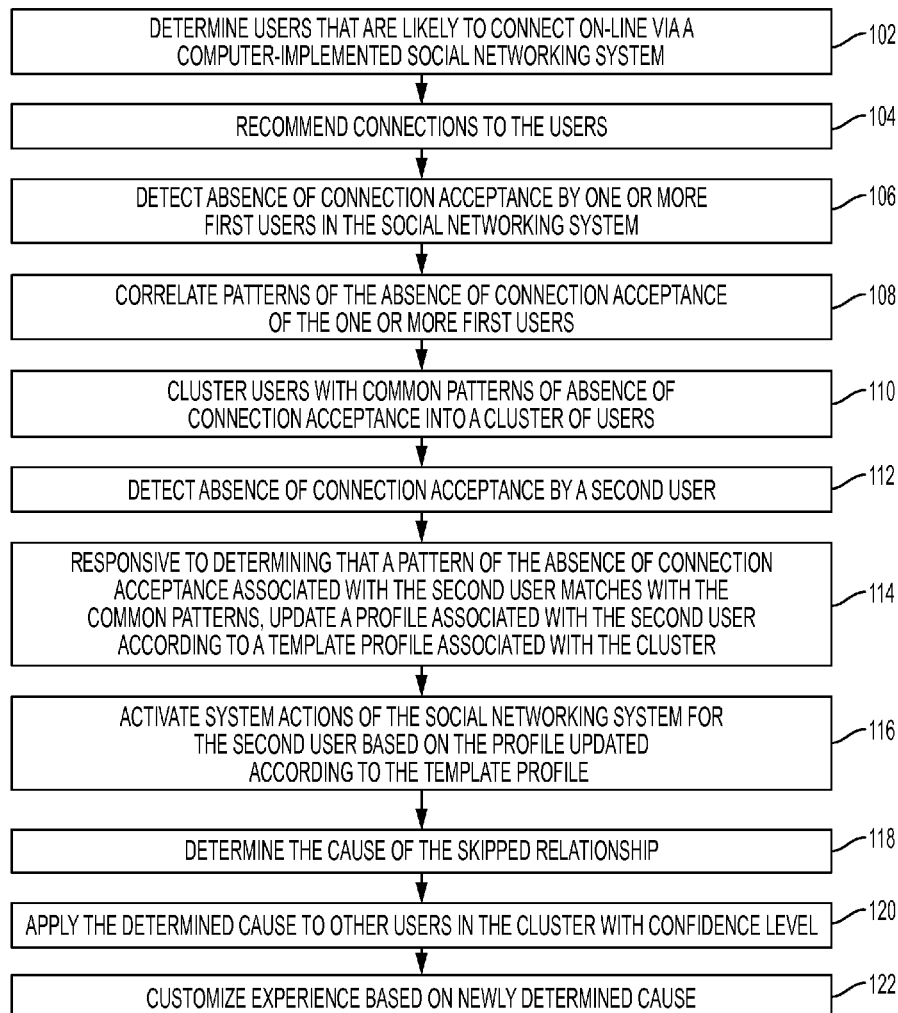 DETERMINE USERS THAT ARE LIKELY TO CONNECT ON-LINE VIA A
COMPUTER-IMPLEMENTED SOCIAL NETWORKING SYSTEM
102
RECOMMEND CONNECTIONS TO THE USERS
104
DETECT ABSENCE OF CONNECTION ACCEPTANCE BY ONE OR MORE
FIRST USERS IN THE SOCIAL NETWORKING SYSTEM
106
CORRELATE PATTERNS OF THE ABSENCE OF CONNECTION ACCEPTANCE
OF THE ONE OR MORE FIRST USERS
108
CLUSTER USERS WITH COMMON PATTERNS OF ABSENCE OF
CONNECTION ACCEPTANCE INTO A CLUSTER OF USERS
110
DETECT ABSENCE OF CONNECTION ACCEPTANCE BY A SECOND USER
112
RESPONSIVE TO DETERMINING THAT A PATTERN OF THE ABSENCE OF CONNECTION
ACCEPTANCE ASSOCIATED WITH THE SECOND USER MATCHES WITH THE
COMMON PATTERNS, UPDATE A PROFILE ASSOCIATED WITH THE SECOND USER
ACCORDING TO A TEMPLATE PROFILE ASSOCIATED WITH THE CLUSTER
114
ACTIVATE SYSTEM ACTIONS OF THE SOCIAL NETWORKING SYSTEM FOR
THE SECOND USER BASED ON THE PROFILE UPDATED
ACCORDING TO THE TEMPLATE PROFILE
116
DETERMINE THE CAUSE OF THE SKIPPED RELATIONSHIP
118
APPLY THE DETERMINED CAUSE TO OTHER USERS IN THE CLUSTER WITH CONFIDENCE LEVEL
120
CUSTOMIZE EXPERIENCE BASED ON NEWLY DETERMINED CAUSE
122